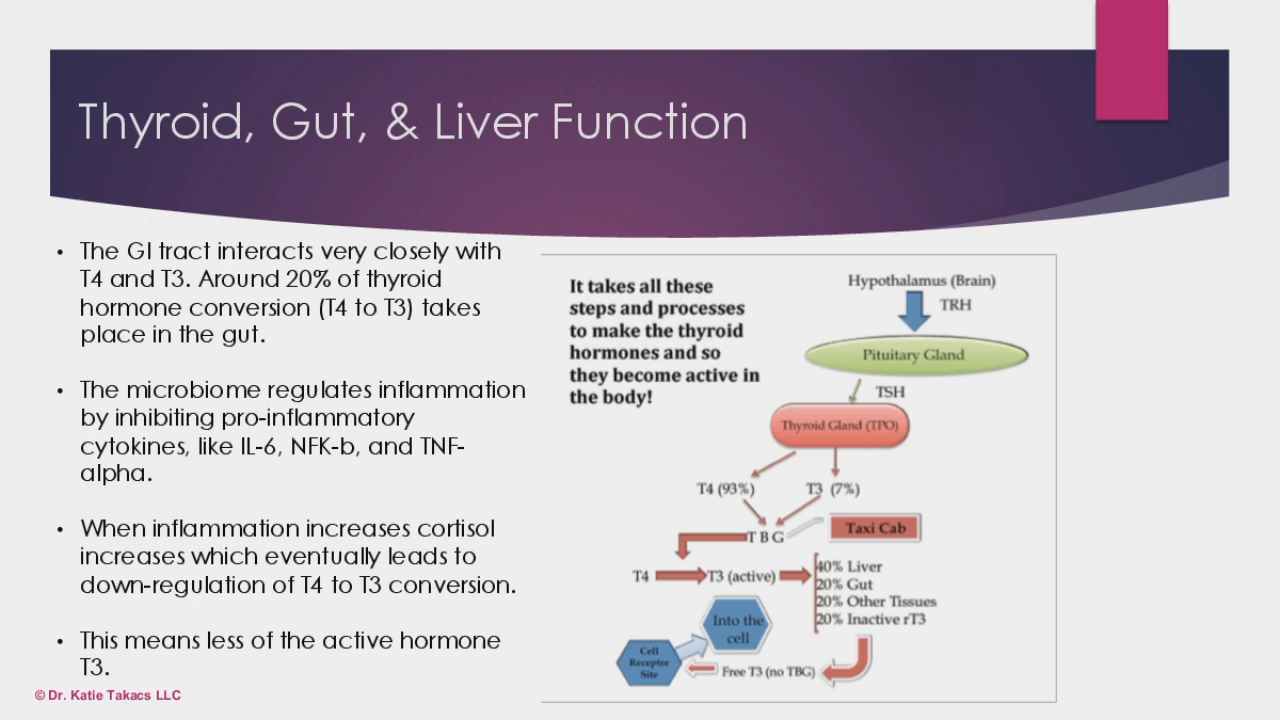 Thyroid, Gut, & Liver Function
• The GI tract interacts very closely with
T4 and T3. Around 20% of thyroid
hormone conversion (T4 to T3) takes
place in the gut.
• The microbiome regulates inflammation
by inhibiting pro-inflammatory
cytokines, like IL-6, NFK-b, and TNF-
alpha.
• When inflammation increases cortisol
increases which eventually leads to
down-regulation of T4 to T3 conversion.
• This means less of the active hormone
T3.
© Dr. Katie Takacs LLC
It takes all these
steps and processes
to make the thyroid
hormones and so
they become active in
the body!
Hypothalamus (Brain)
TRH
Pituitary Gland
TSH
Thyroid Gland (TPO)
T4 (93%)
T3 (7%)
T B G
Taxi Cab
T4
T3 (active)
40% Liver
20% Gut
20% Other Tissues
20% Inactive rT3
Into the
cell
Cell
Receptor
Site
Free T3 (no TBG)